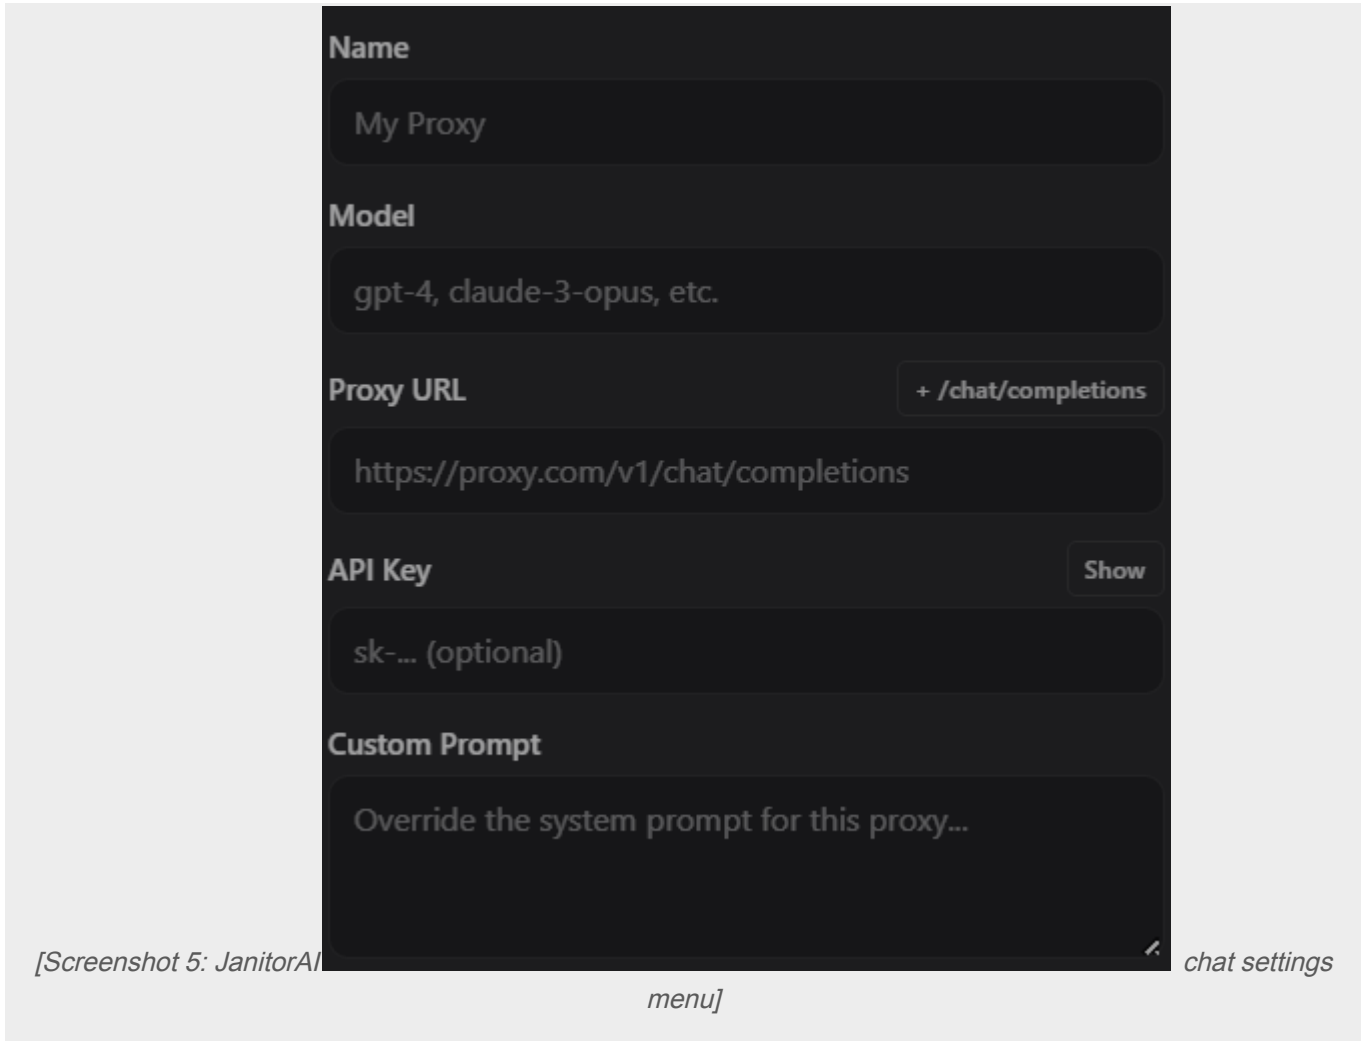 Name
My Proxy
Model
gpt-4, claude-3-opus, etc.
Proxy URL
+ /chat/completions
https://proxy.com/v1/chat/completions
API Key
Show
sk-... (optional)
Custom Prompt
Override the system prompt for this proxy...
[Screenshot 5: JanitorAI chat settings
menu]